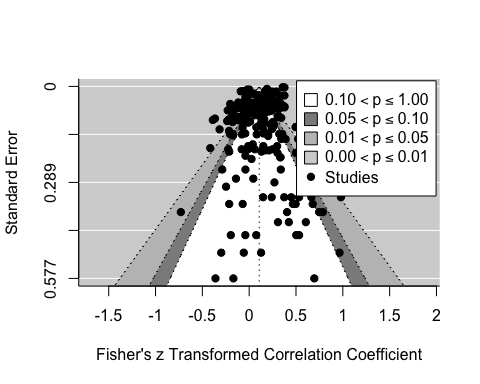 0.10 < p ≤ 1.00
0.05 < p ≤ 0.10
0.01 < p ≤ 0.05
0.00 < p ≤ 0.01
Studies
Standard Error
0
0.289
0.577
-1.5 -1 -0.5 0 0.5 1 1.5 2
Fisher's z Transformed Correlation Coefficient